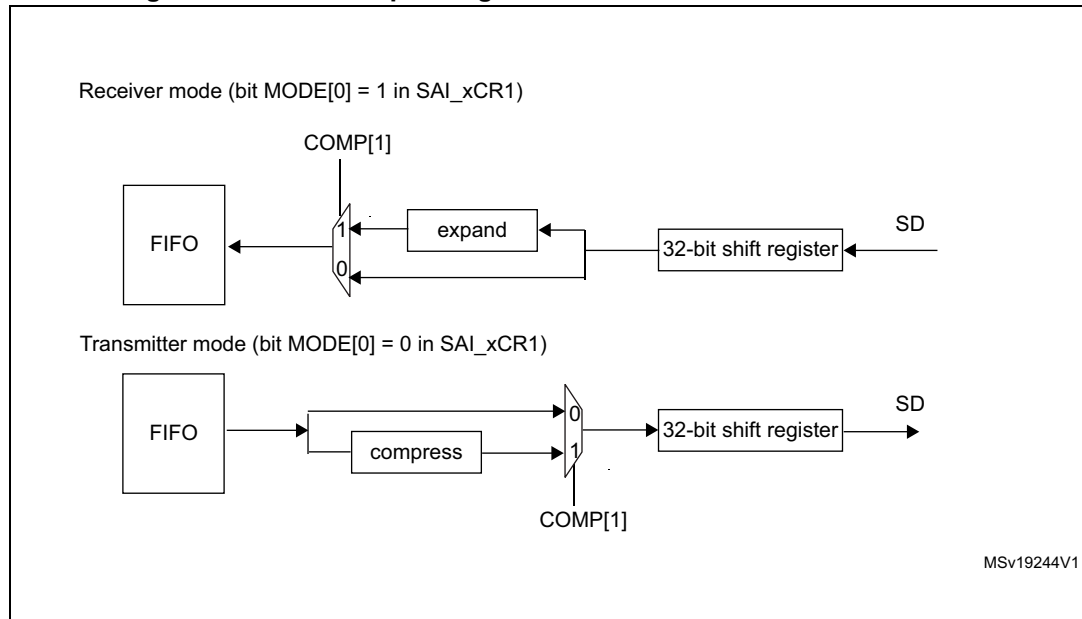 Receiver mode (bit MODE[0] = 1 in SAI_xCR1)
COMP[1]
FIFO
1
0
expand
32-bit shift register
SD
Transmitter mode (bit MODE[0] = 0 in SAI_xCR1)
FIFO
compress
0
1
COMP[1]
32-bit shift register
SD
MSv19244V1